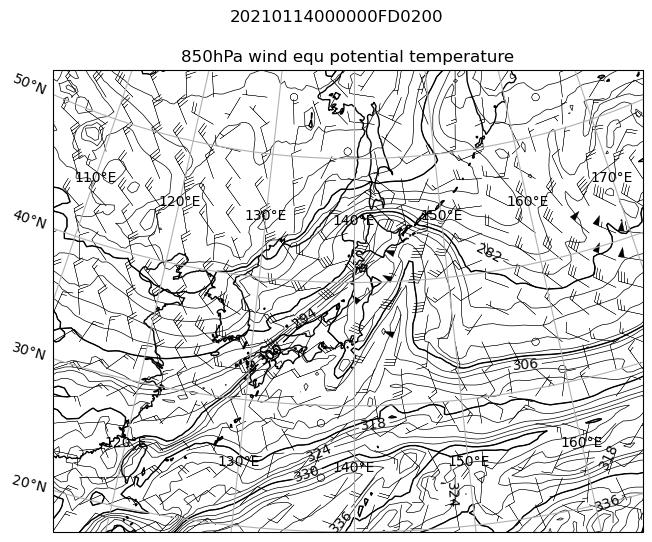 20210114000000FD0200
850hPa wind equ potential temperature
50°N
110°E
170°E
120°E
160°E
130°E
150°E
140°E
40°N
282
294
30°N
306
318
120°E
160°E
324
318
130°E
150°E
140°E
330
20°N
324
336
336